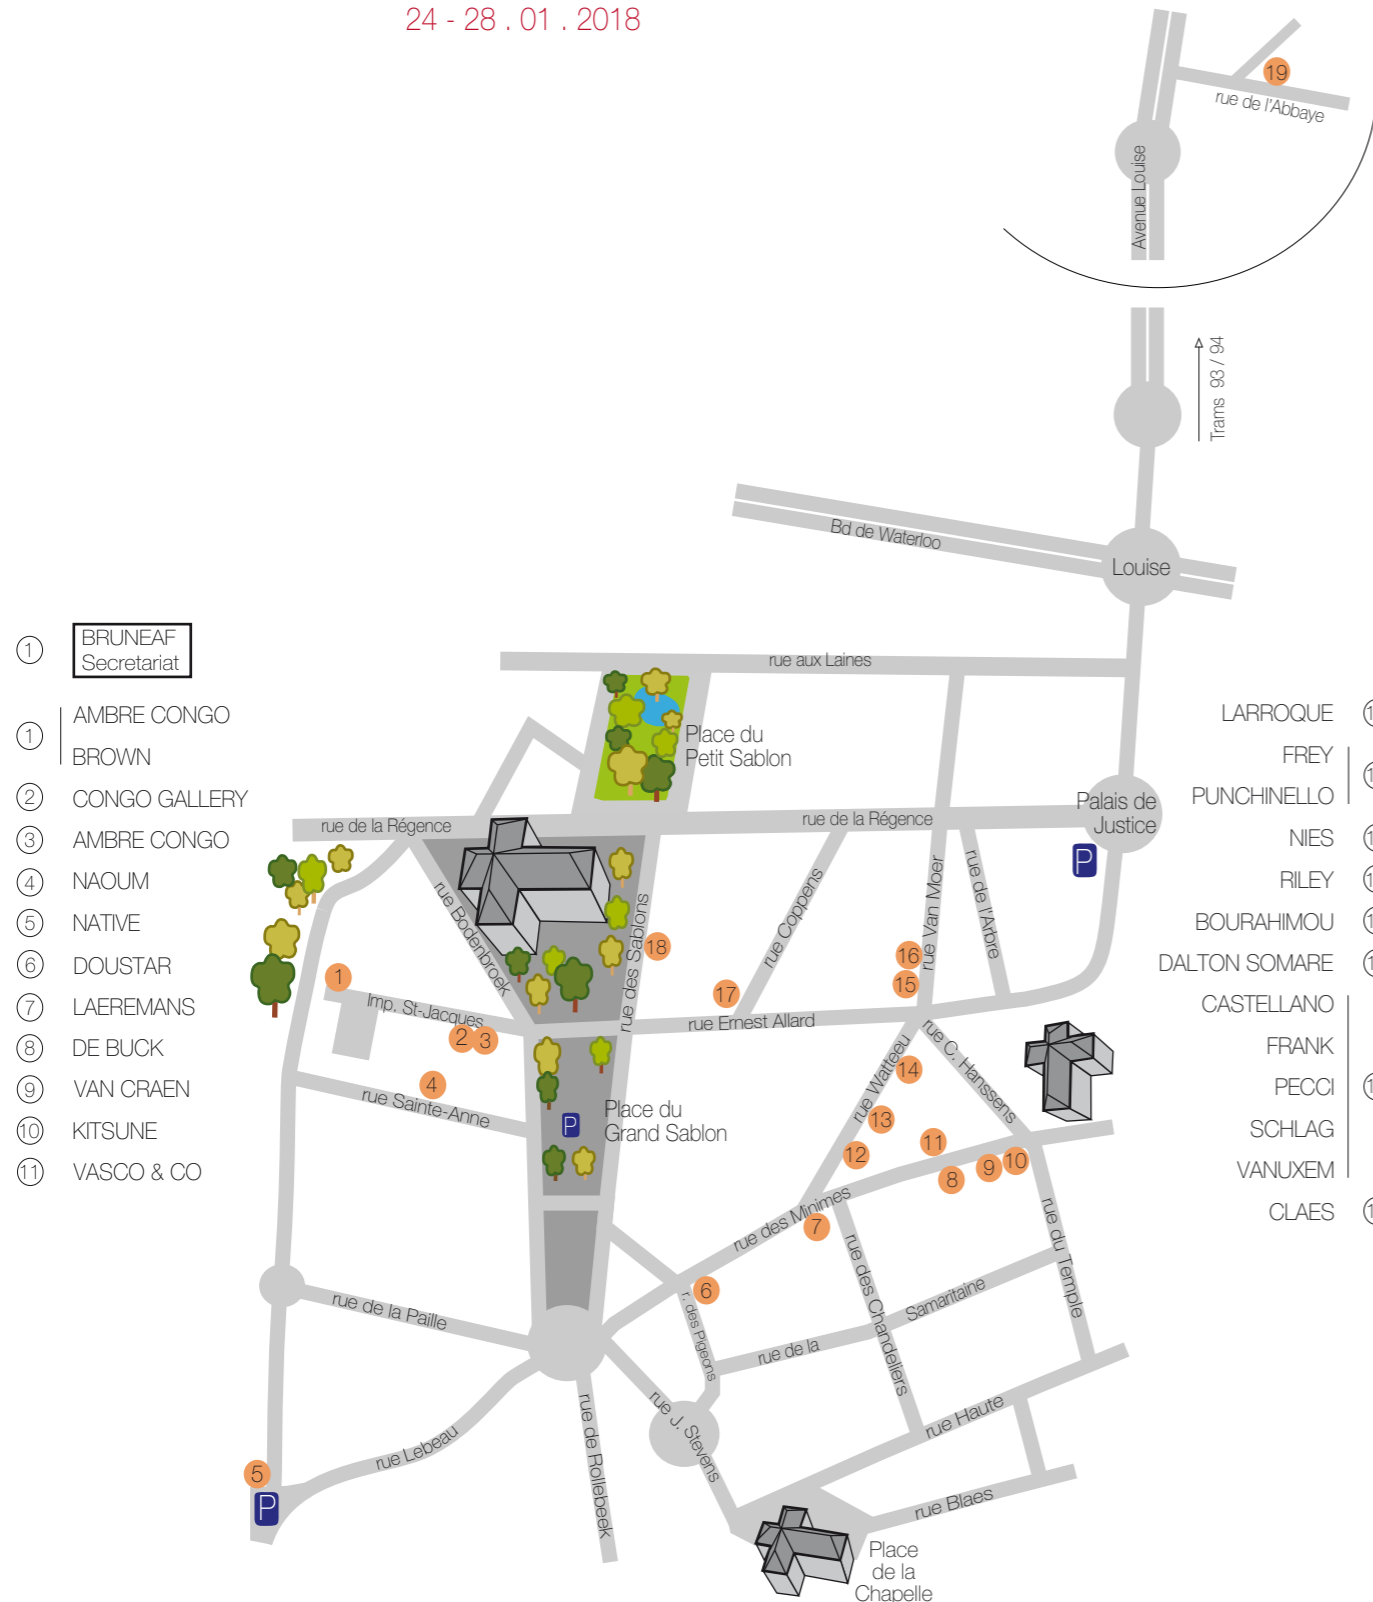 24 - 28 . 01 . 2018
19
rue de l'Abbaye
Avenue Louise
Trams 93 / 94
Bd de Waterloo
Louise
1
BRUNEAF
Secretariat
1
AMBRE CONGO
BROWN
2 CONGO GALLERY
3 AMBRE CONGO
4 NAOUM
5 NATIVE
6 DOUSTAR
7 LAEREMANS
8 DE BUCK
9 VAN CRAEN
10 KITSUNE
11 VASCO & CO
rue aux Laines
Place du
Petit Sablon
rue de la Régence
rue de la Régence
Palais de
Justice
P
rue Bodenbroek
rue des Sablons
rue Coppens
rue Van Moer
rue de l'Arbre
18
16
15
17
1
Imp. St-Jacques
2
3
rue Ernest Allard
4
rue Sainte-Anne
P
Place du
Grand Sablon
rue Watteeu
rue C. Hanssens
14
13
12
11
10
9
8
7
rue des Minimes
6
r. des Pigeons
rue des Chandeliers
rue de la
Samaritaine
rue du Temple
rue de la Paille
rue Lebeau
rue de Rollebeek
rue J. Stevens
rue Haute
rue Blaes
5
P
Place
de la
Chapelle
LARROQUE
FREY
PUNCHINELLO
NIES
RILEY
BOURAHIMOU
DALTON SOMARE
CASTELLANO
FRANK
PECCI
SCHLAG
VANUXEM
CLAES